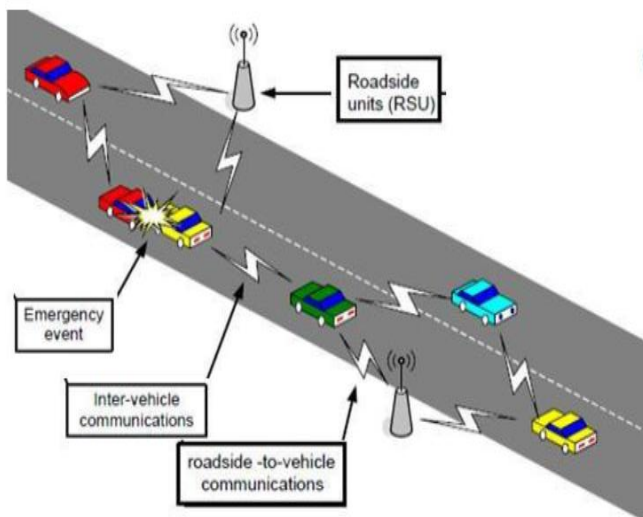 Roadside
units (RSU)
Emergency
event
Inter-vehicle
communications
roadside -to-vehicle
communications